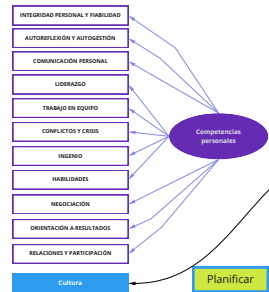 INTEGRIDAD PERSONAL Y FIABILIDAD
AUTOREFLEXIÓN Y AUTOGESTIÓN
COMUNICACIÓN PERSONAL
LIDERAZGO
TRABAJO EN EQUIPO
CONFLICTOS Y CRISIS
INGENIO
HABILIDADES
NEGOCIACIÓN
ORIENTACIÓN A RESULTADOS
RELACIONES Y PARTICIPACIÓN
Competencias
personales
Cultura
Planificar